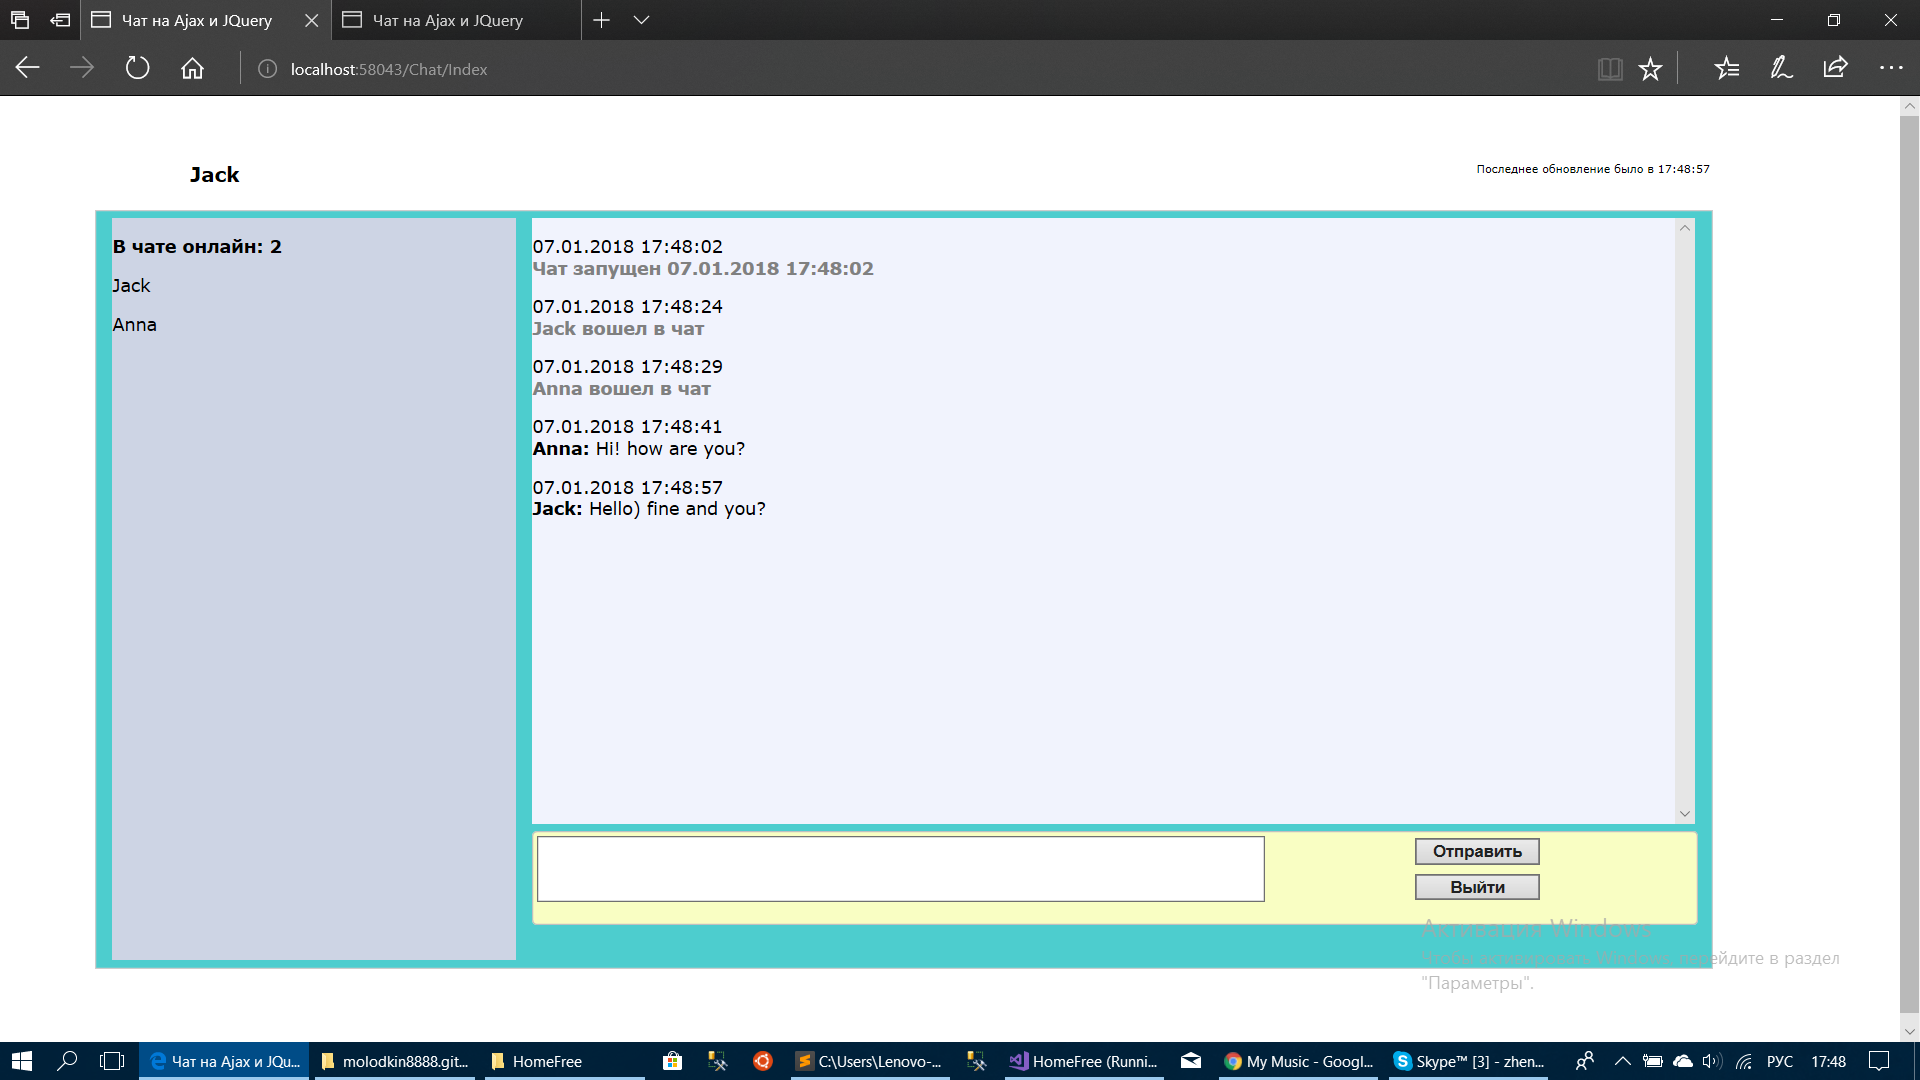 Чат на Ajax и JQuery
Чат на Ajax и JQuery
localhost:58043/Chat/Index
Jack
Последнее обновление было в 17:48:57
В чате онлайн: 2
Jack
Anna
07.01.2018 17:48:02
Чат запущен 07.01.2018 17:48:02
07.01.2018 17:48:24
Jack вошел в чат
07.01.2018 17:48:29
Anna вошел в чат
07.01.2018 17:48:41
Anna: Hi! how are you?
07.01.2018 17:48:57
Jack: Hello) fine and you?
Отправить
Выйти
Активация Windows
Чтобы активировать Windows, перейдите в раздел
"Параметры".
Чат на Ajax и JQu...
molodkin8888.git...
HomeFree
C:\Users\Lenovo-...
HomeFree (Runni...
My Music - Googl...
Skype™ [3] - zhen...
РУС
17:48